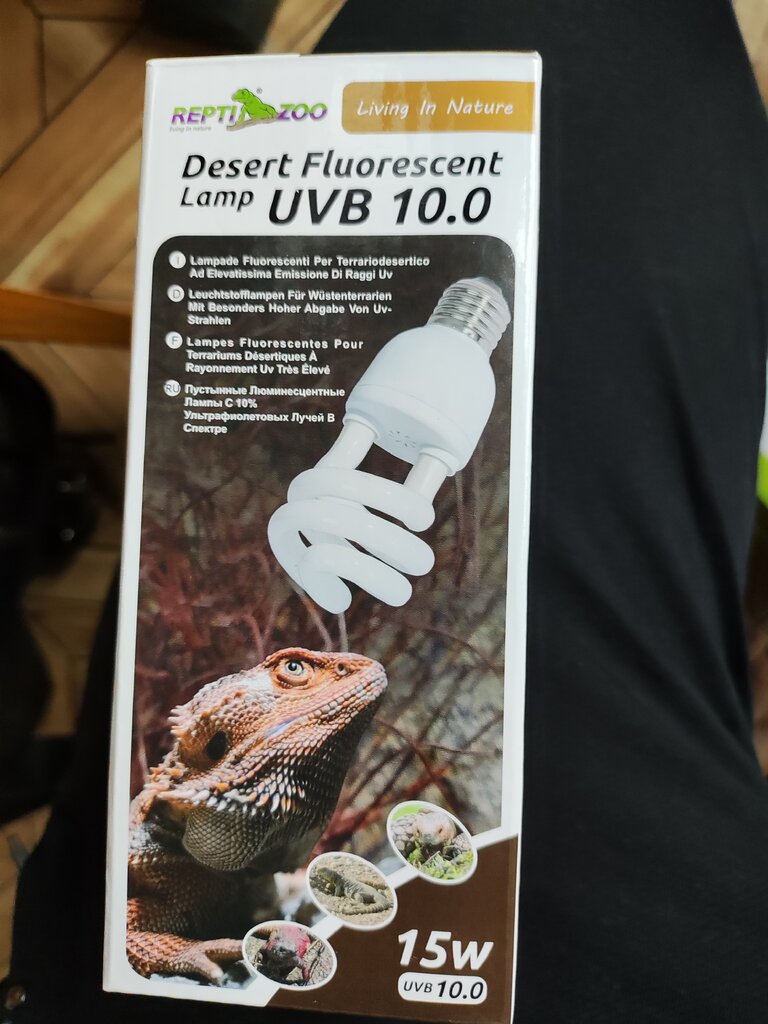 REPTI ZOO ®
living in nature
Living In Nature
Desert Fluorescent
Lamp UVB 10.0
I Lampade Fluorescenti Per Terrariodesertico
Ad Elevatissima Emissione Di Raggi Uv
D Leuchtstofflampen Für Wüstenterrarien
Mit Besonders Hoher Abgabe Von Uv-
Strahlen
F Lampes Fluorescentes Pour
Terrariums Désertiques À
Rayonnement Uv Très Élevé
RU Пустынные Люминесцентные
Лампы С 10%
Ультрафиолетовых Лучей В
Спектре
15W
UVB 10.0